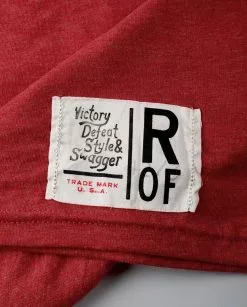 Victory
Defeat
Style &
Swagger
TRADE MARK
U. S. A.
R
OF